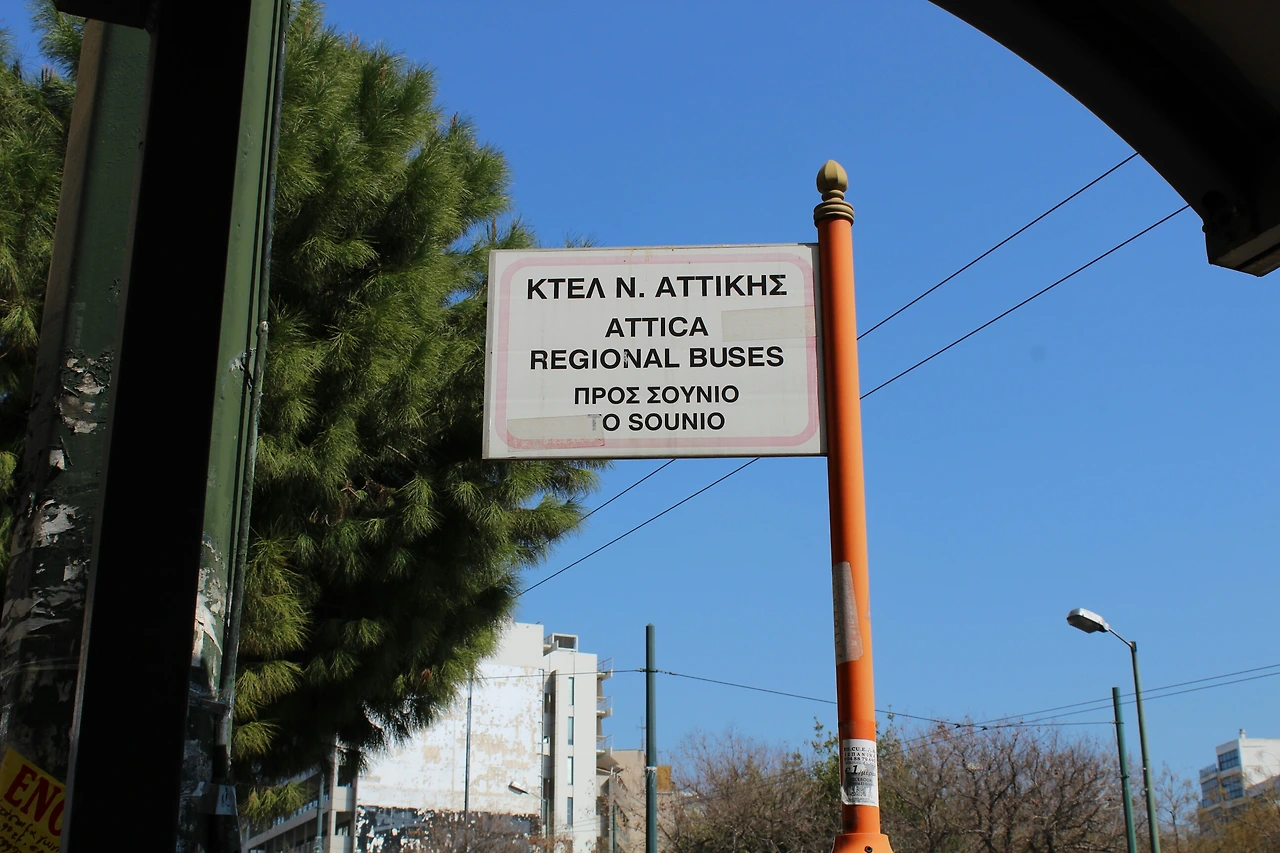 ΚΤΕΛ Ν. ΑΤΤΙΚΗΣ
ATTICA
REGIONAL BUSES
ΠΡΟΣ ΣΟΥΝΙΟ
TO SOUNIO